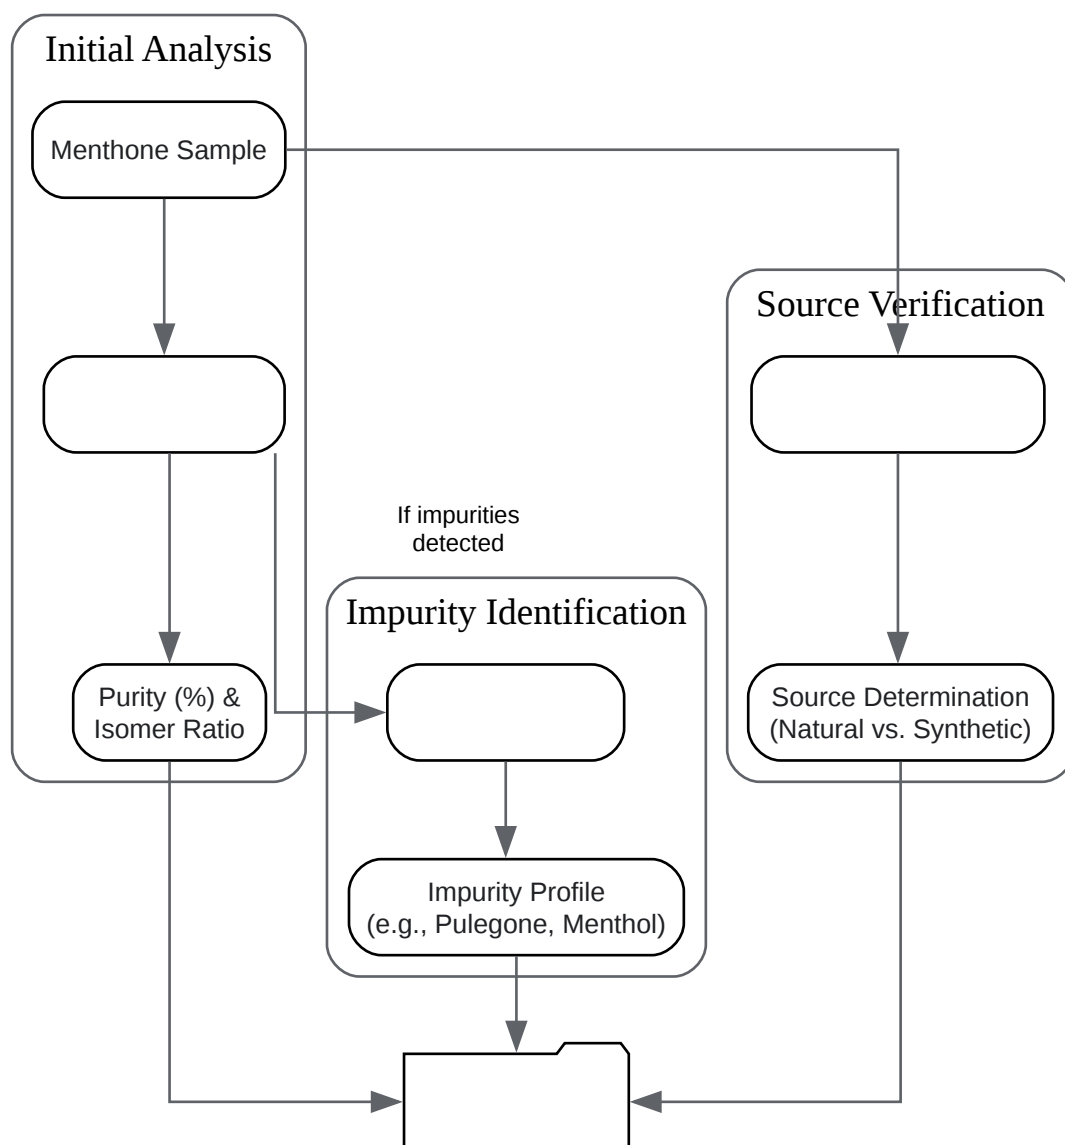 Initial Analysis
Menthone Sample
Source Verification
If impurities
detected
Impurity Identification
Purity (%) &
Isomer Ratio
Source Determination
(Natural vs. Synthetic)
Impurity Profile
(e.g., Pulegone, Menthol)